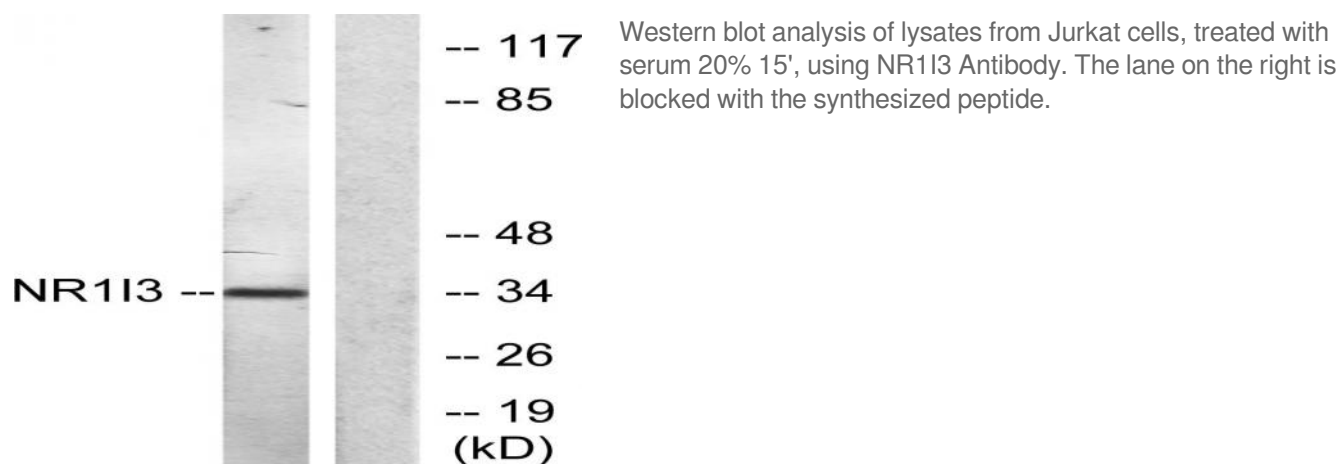 -- 117
-- 85
-- 48
NR1I3 --
-- 34
-- 26
-- 19
(kD)
Western blot analysis of lysates from Jurkat cells, treated with
serum 20% 15', using NR1I3 Antibody. The lane on the right is
blocked with the synthesized peptide.